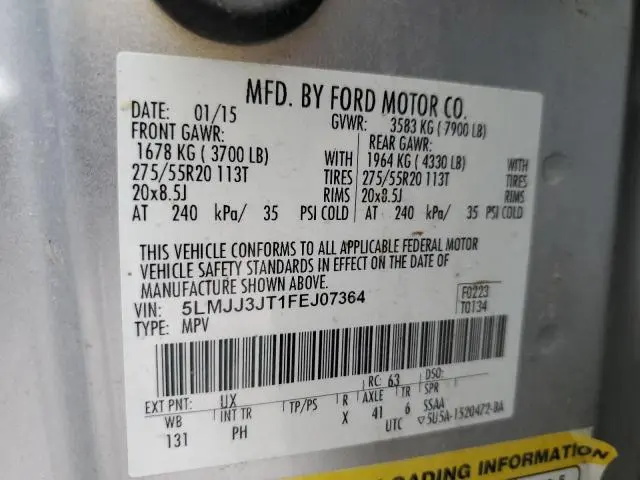 MFD. BY FORD MOTOR CO.
DATE: 01/15 GVWR: 3583 KG ( 7900 LB)
FRONT GAWR: REAR GAWR:
1678 KG ( 3700 LB) WITH 1964 KG ( 4330 LB) WITH
275/55R20 113T TIRES 275/55R20 113T TIRES
20x8.5J RIMS 20x8.5J RIMS
AT 240 kPa/ 35 PSI COLD AT 240 kPa/ 35 PSI COLD
THIS VEHICLE CONFORMS TO ALL APPLICABLE FEDERAL MOTOR
VEHICLE SAFETY STANDARDS IN EFFECT ON THE DATE OF
MANUFACTURE SHOWN ABOVE.
VIN: 5LMJJ3JT1FEJ07364 F0223
TYPE: MPV T0134
EXT PNT: UX RC: 63 DSO:
WB INT TR TP/PS R AXLE TR SPR
131 PH X 41 6 SSAA
UTC ▽5U5A-1520472-BA
LOADING INFORMATION